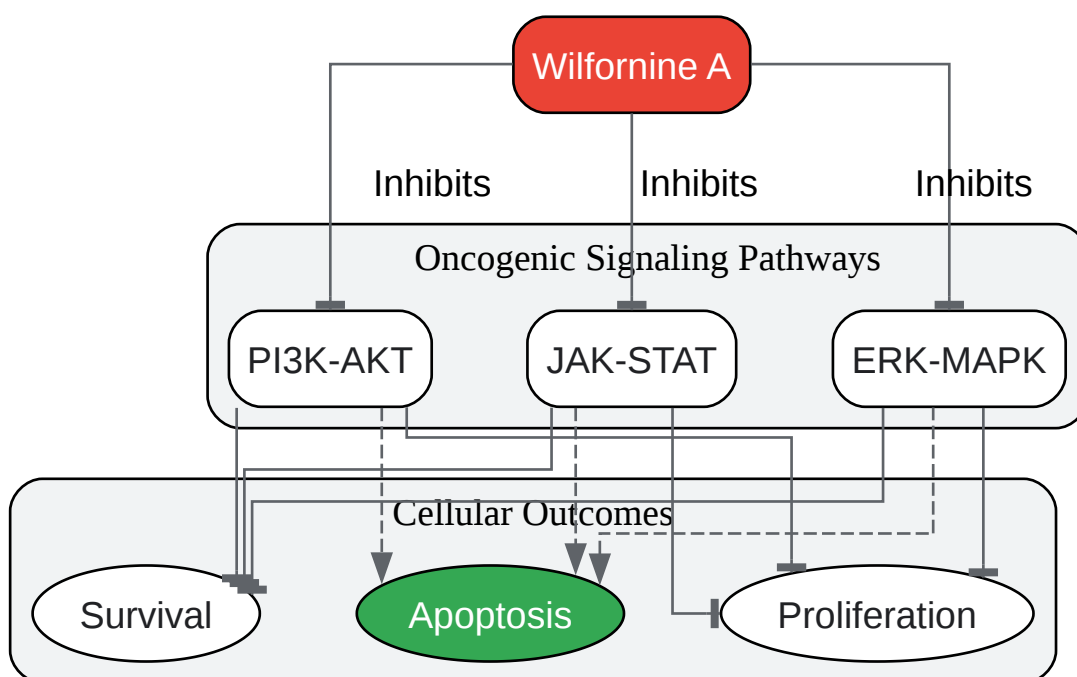 Wilfornine A
Inhibits Inhibits Inhibits
Oncogenic Signaling Pathways
PI3K-AKT JAK-STAT ERK-MAPK
Cellular Outcomes
Survival Apoptosis Proliferation